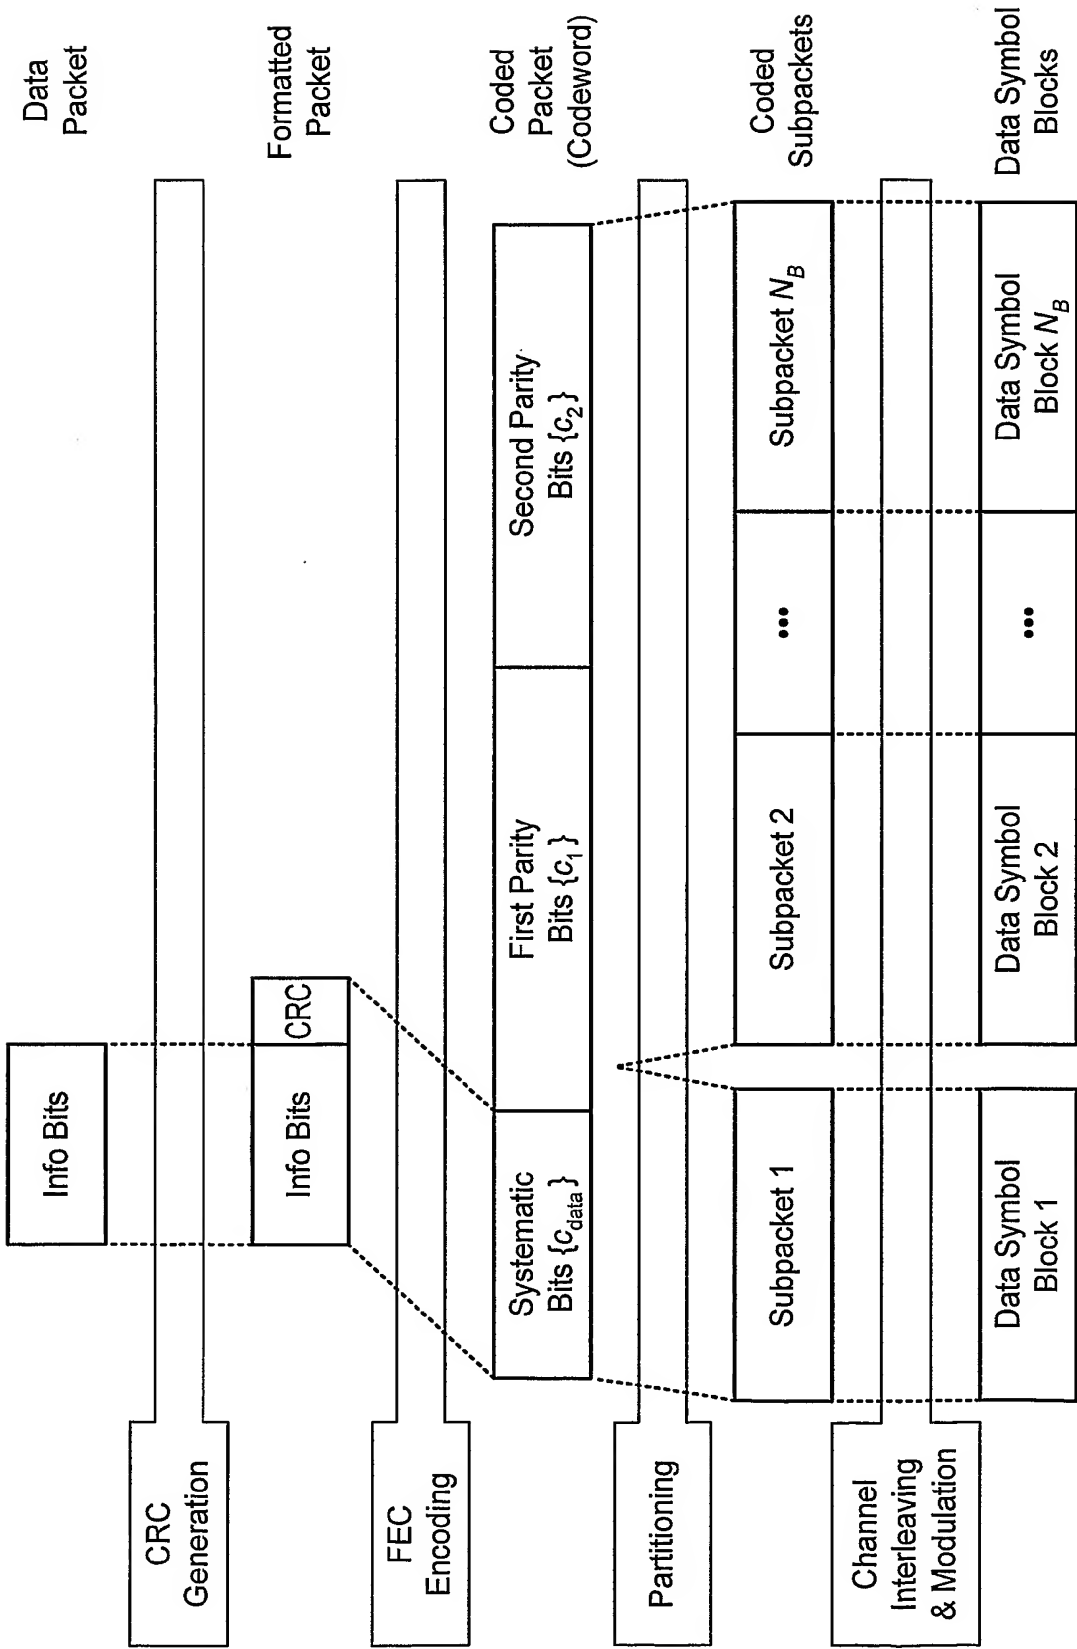 Info Bits
Data
Packet
CRC
Generation
Info Bits
CRC
Formatted
Packet
FEC
Encoding
Systematic
Bits {c_data}
First Parity
Bits {c_1}
Second Parity
Bits {c_2}
Coded
Packet
(Codeword)
Partitioning
Subpacket 1
Subpacket 2
...
Subpacket N_B
Coded
Subpackets
Channel
Interleaving
& Modulation
Data Symbol
Block 1
Data Symbol
Block 2
...
Data Symbol
Block N_B
Data Symbol
Blocks